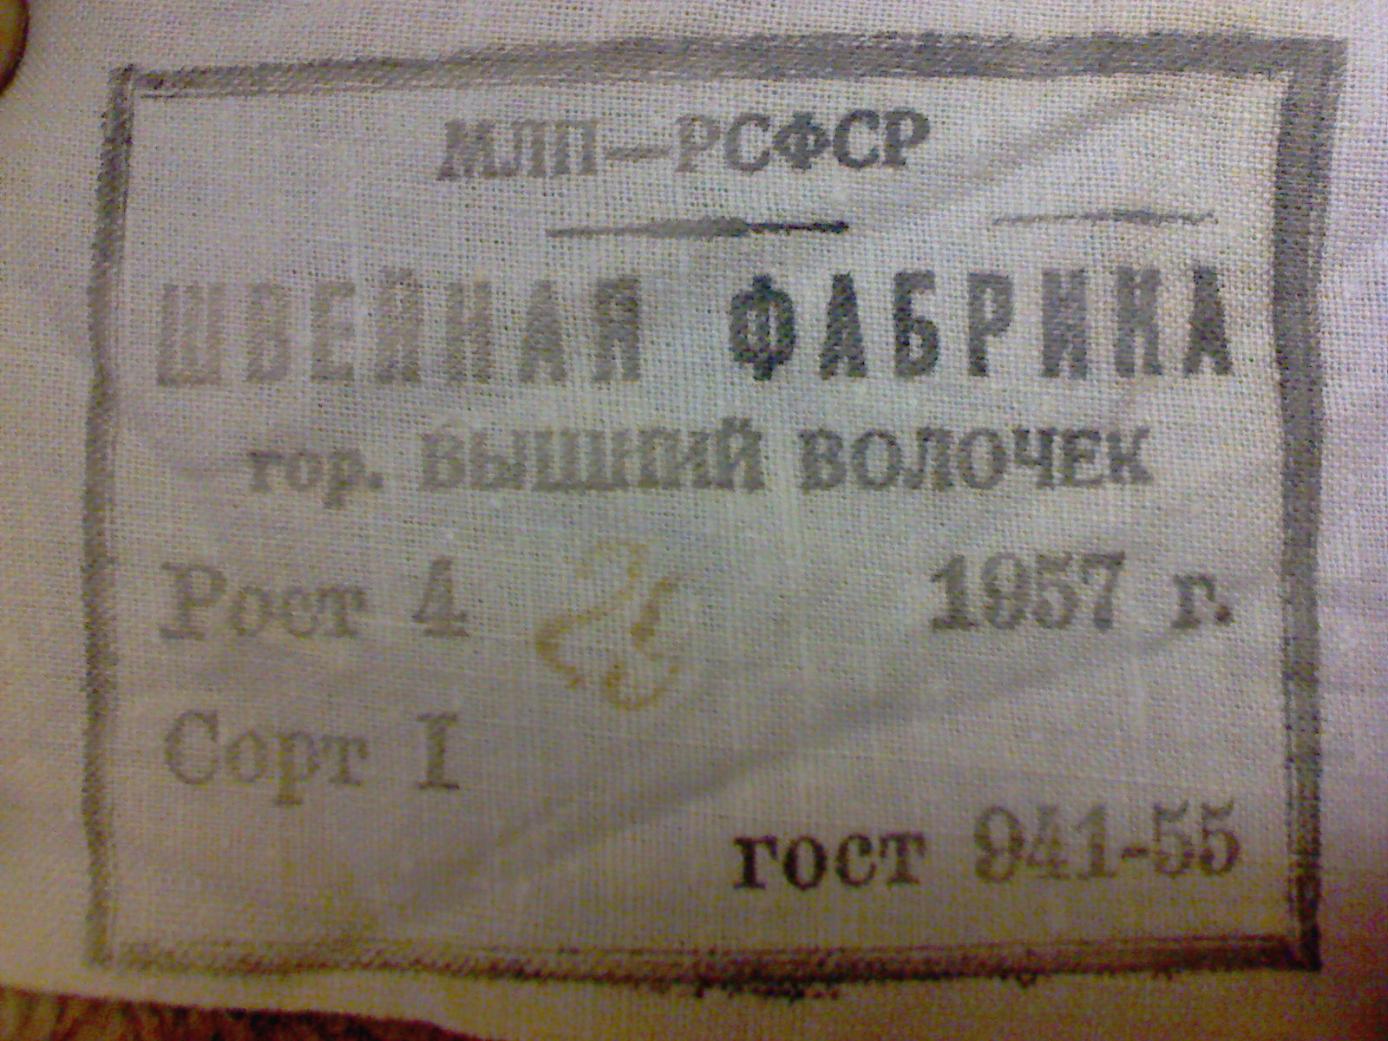 МЛП—РСФСР
ШВЕЙНАЯ ФАБРИКА
гор. ВЫШНИЙ ВОЛОЧЕК
Рост 4 1957 г.
Сорт I
гост 941-55